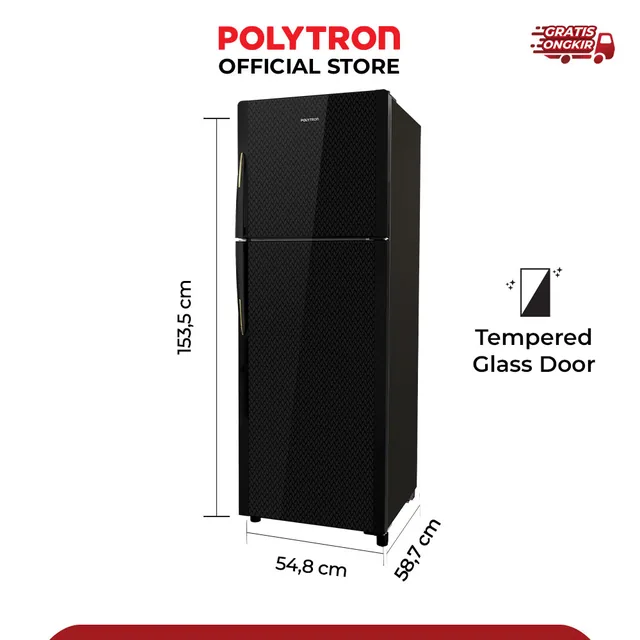 POLYTRON
OFFICIAL STORE
GRATIS
ONGKIR
POLYTRON
153,5 cm
Tempered
Glass Door
54,8 cm
58,7 cm